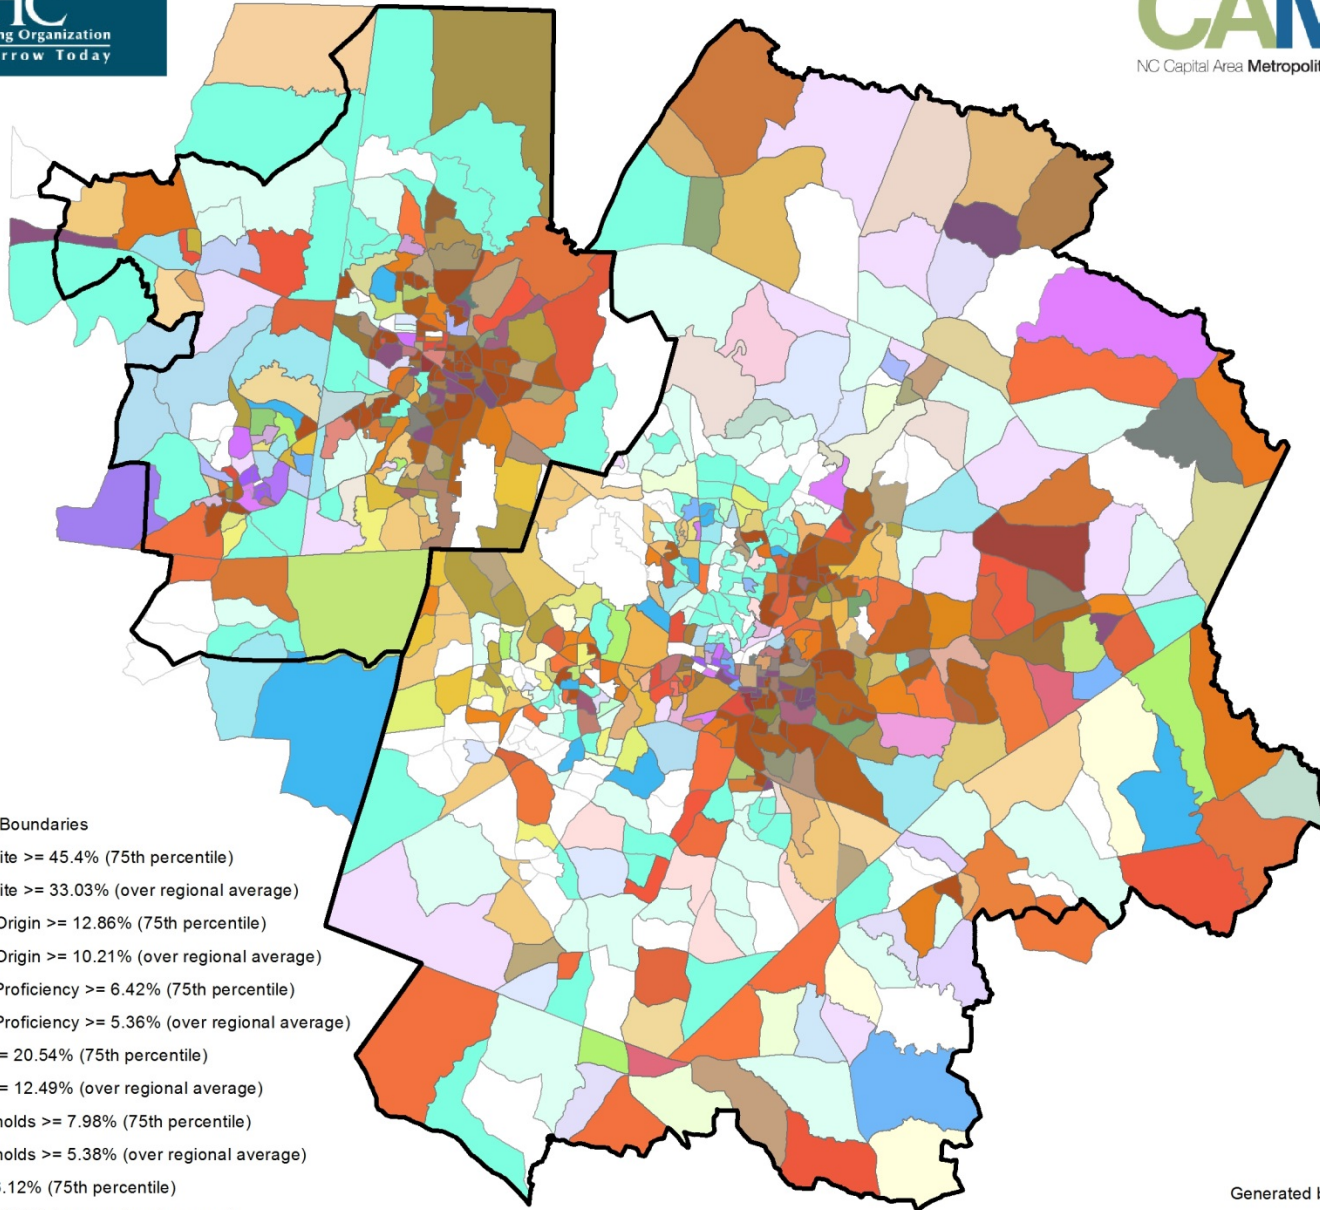 IC
ng Organization
rrow Today
CAM
NC Capital Area Metropolit
Boundaries
ite >= 45.4% (75th percentile)
ite >= 33.03% (over regional average)
Origin >= 12.86% (75th percentile)
Origin >= 10.21% (over regional average)
Proficiency >= 6.42% (75th percentile)
Proficiency >= 5.36% (over regional average)
= 20.54% (75th percentile)
= 12.49% (over regional average)
holds >= 7.98% (75th percentile)
holds >= 5.38% (over regional average)
.12% (75th percentile)
Generated b